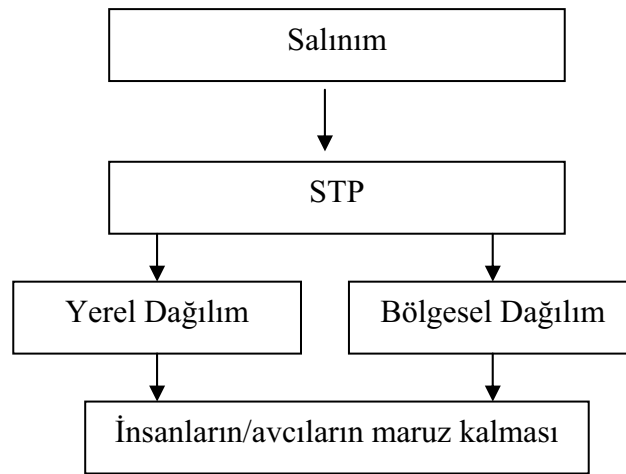 Salınım
STP
Yerel Dağılım
Bölgesel Dağılım
İnsanların/avcıların maruz kalması